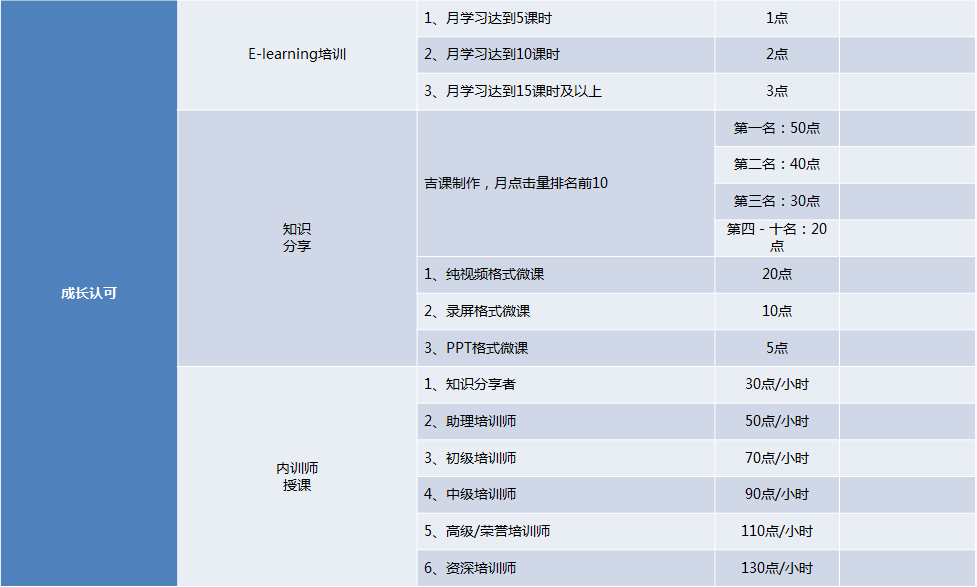 成长认可
E-learning培训
1、月学习达到5课时
1点
2、月学习达到10课时
2点
3、月学习达到15课时及以上
3点
知识
分享
吉课制作，月点击量排名前10
第一名：50点
第二名：40点
第三名：30点
第四－十名：20
点
1、纯视频格式微课
20点
2、录屏格式微课
10点
3、PPT格式微课
5点
内训师
授课
1、知识分享者
30点/小时
2、助理培训师
50点/小时
3、初级培训师
70点/小时
4、中级培训师
90点/小时
5、高级/荣誉培训师
110点/小时
6、资深培训师
130点/小时